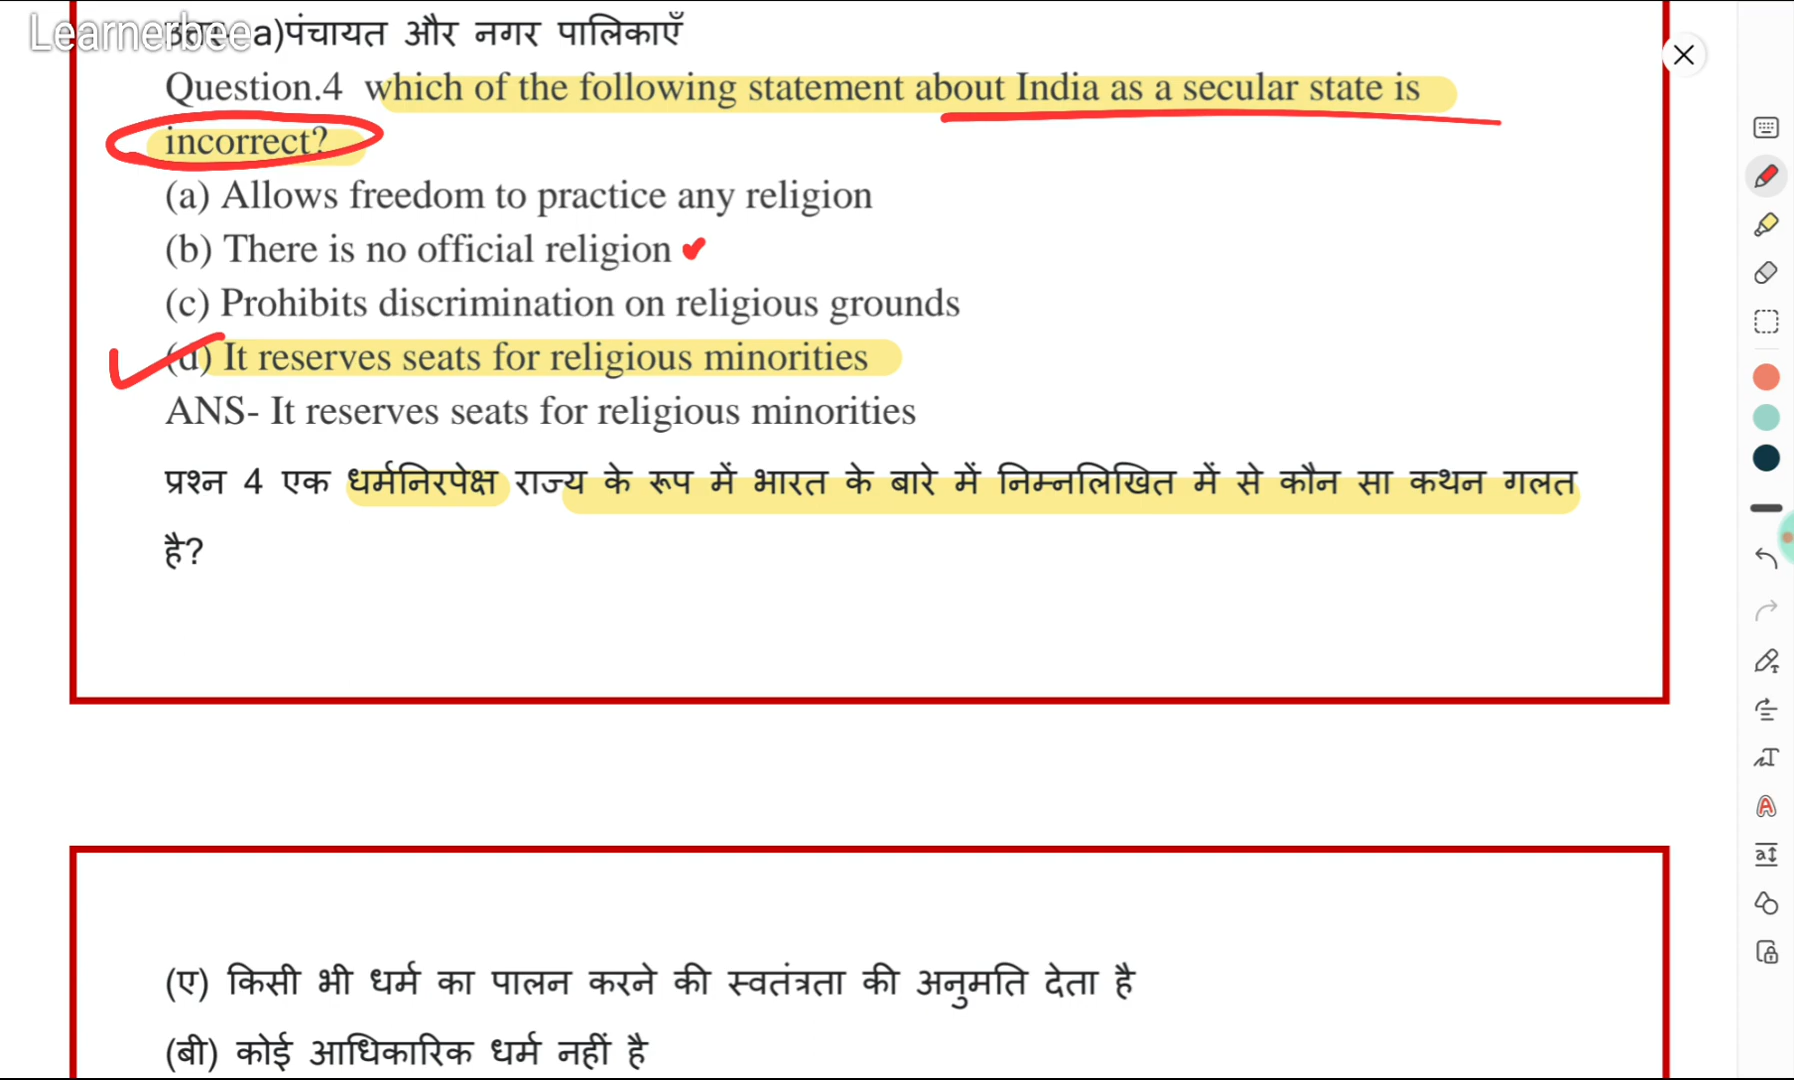 Learnerbee
a)पंचायत और नगर पालिकाएँ
Question.4 which of the following statement about India as a secular state is
incorrect?
(a) Allows freedom to practice any religion
(b) There is no official religion
(c) Prohibits discrimination on religious grounds
(d) It reserves seats for religious minorities
ANS- It reserves seats for religious minorities
प्रश्न 4 एक धर्मनिरपेक्ष राज्य के रूप में भारत के बारे में निम्नलिखित में से कौन सा कथन गलत
है?
(ए) किसी भी धर्म का पालन करने की स्वतंत्रता की अनुमति देता है
(बी) कोई आधिकारिक धर्म नहीं है